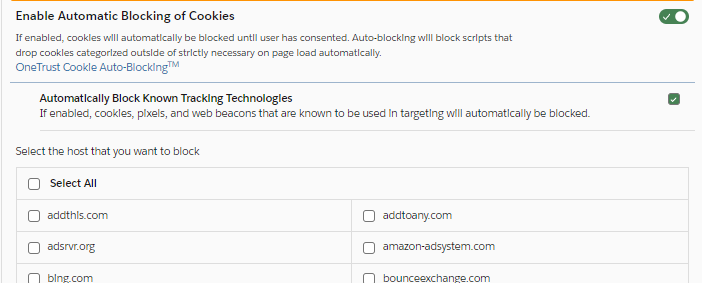 Enable Automatic Blocking of Cookies
If enabled, cookies will automatically be blocked until user has consented. Auto-blocking will block scripts that
drop cookies categorized outside of strictly necessary on page load automatically.
OneTrust Cookie Auto-Blocking™
Automatically Block Known Tracking Technologies
If enabled, cookies, pixels, and web beacons that are known to be used in targeting will automatically be blocked.
Select the host that you want to block
Select All
addthis.com
addtoany.com
adsrvr.org
amazon-adsystem.com
bing.com
bounceexchange.com